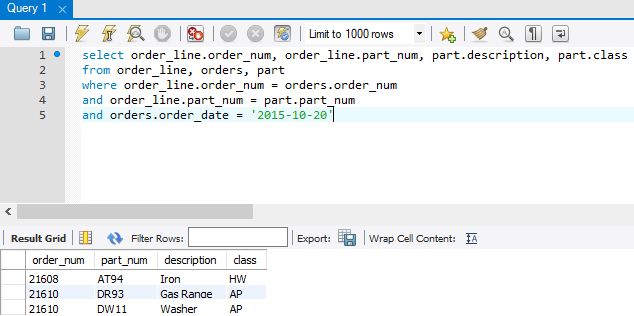 Query 1
Limit to 1000 rows
1 select order_line.order_num, order_line.part_num, part.description, part.class
2 from order_line, orders, part
3 where order_line.order_num = orders.order_num
4 and order_line.part_num = part.part_num
5 and orders.order_date = '2015-10-20'
Result Grid Filter Rows: Export: Wrap Cell Content:
order_num part_num description class
21608 AT94 Iron HW
21610 DR93 Gas Range AP
21610 DW11 Washer AP